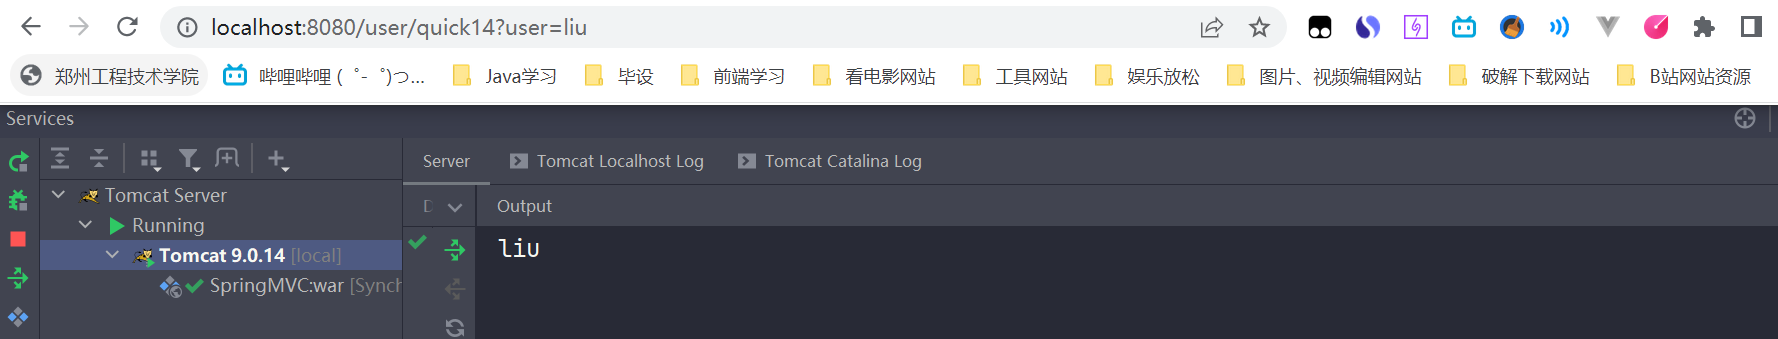 localhost:8080/user/quick14?user=liu
郑州工程技术学院 哔哩哔哩 (゜-゜)つ... Java学习 毕设 前端学习 看电影网站 工具网站 娱乐放松 图片、视频编辑网站 破解下载网站 B站网站资源
Services
Server Tomcat Localhost Log Tomcat Catalina Log
Tomcat Server
Output
Running
Tomcat 9.0.14 [local]
liu
SpringMVC:war [Synch